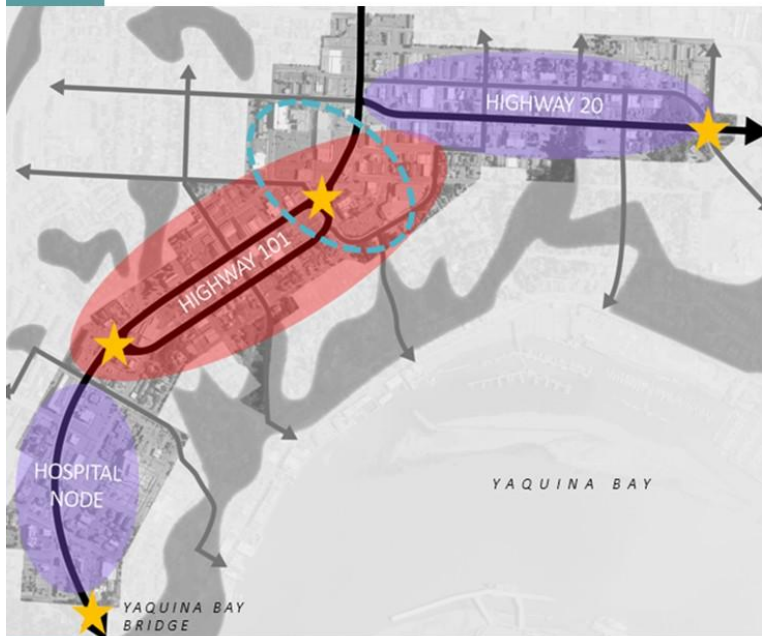 HIGHWAY 20
HIGHWAY 101
HOSPITAL
NODE
YAQUINA BAY
YAQUINA BAY
BRIDGE